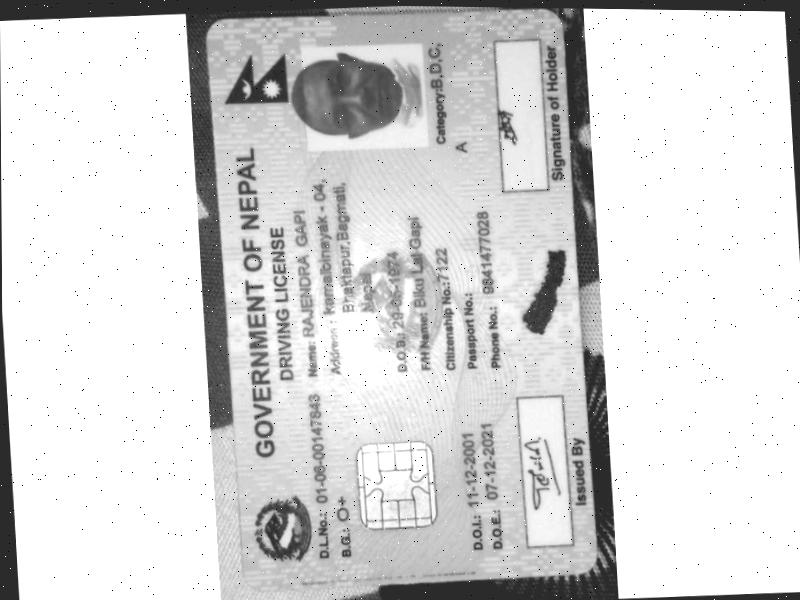 GOVERNMENT OF NEPAL
DRIVING LICENSE
D.L.No.: 01-06-00147843
B.G.: O+
Name: RAJENDRA GAPI
Address: Kamalbinayak - 04,
Bhaktapur,Bagmati,
Nepal
D.O.B.: 29-05-1974
F/H Name: Biku Lal Gapi
Citizenship No.:7122
Passport No.:
Phone No.: 9841477028
Category:B,D,C,
A
D.O.I.: 11-12-2001
D.O.E.: 07-12-2021
Issued By
Signature of Holder